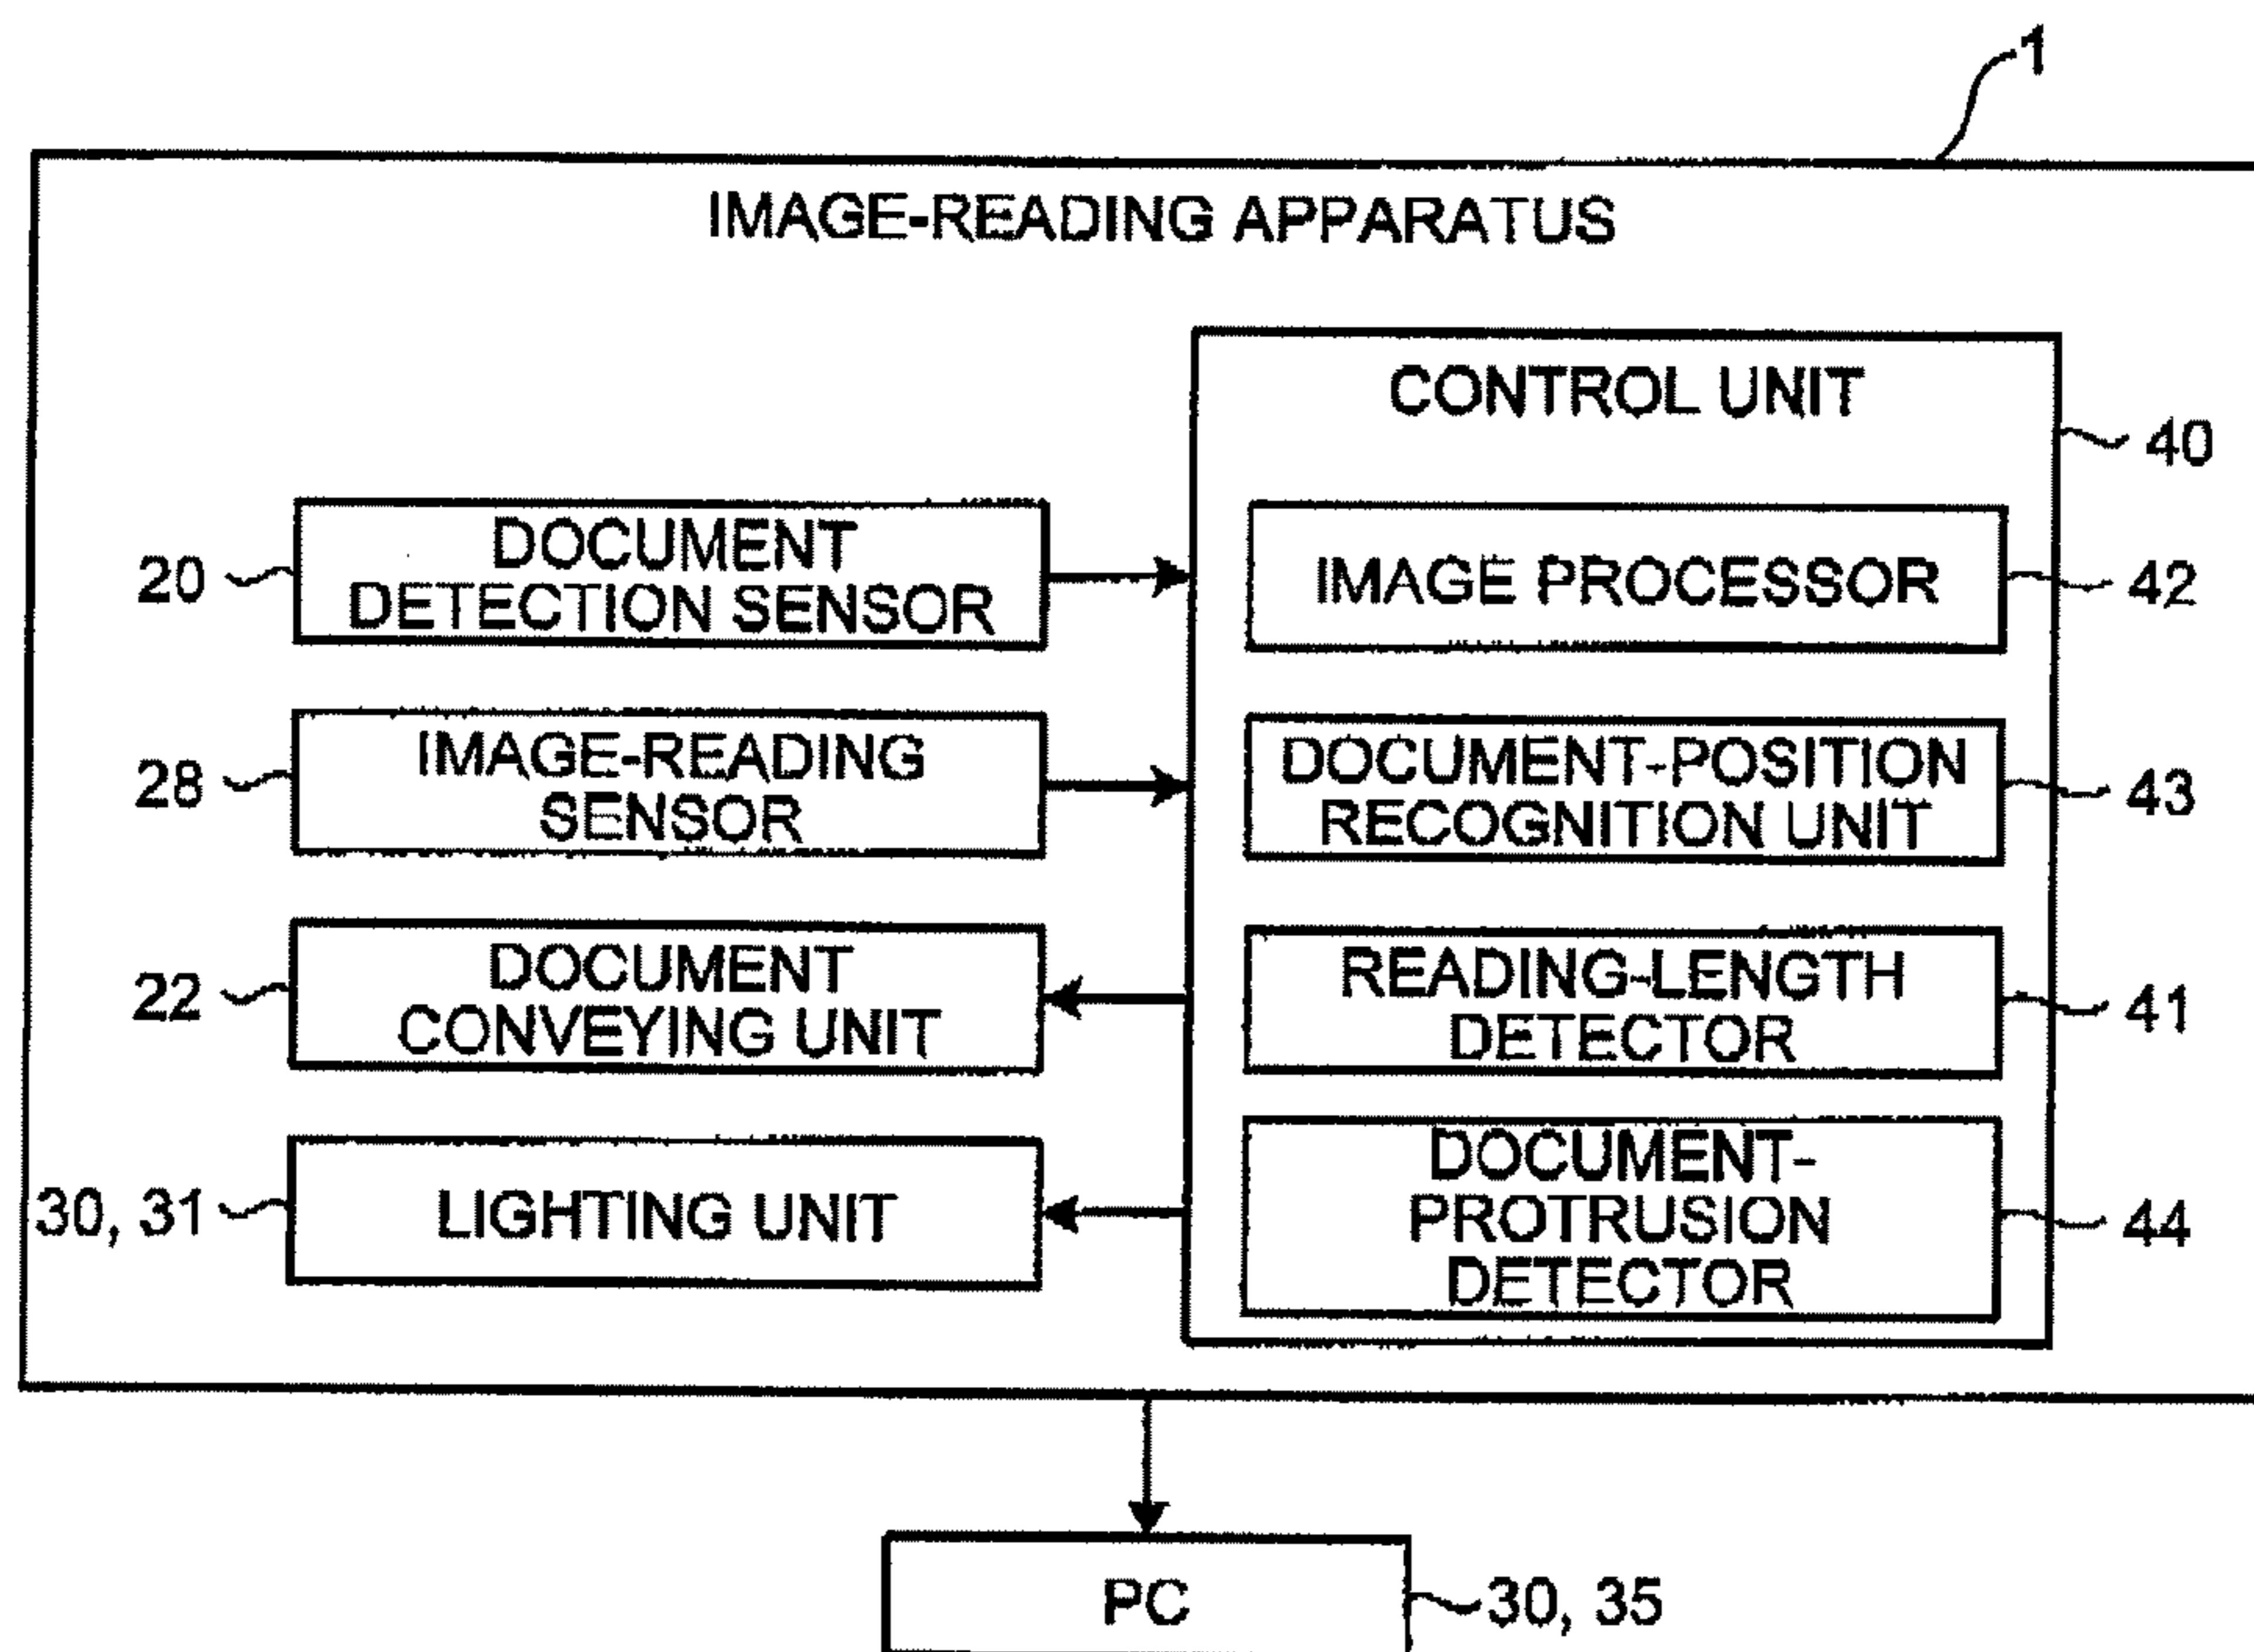 1
IMAGE-READING APPARATUS
CONTROL UNIT
40
20
DOCUMENT
DETECTION SENSOR
IMAGE PROCESSOR
42
28
IMAGE-READING
SENSOR
DOCUMENT-POSITION
RECOGNITION UNIT
43
22
DOCUMENT
CONVEYING UNIT
READING-LENGTH
DETECTOR
41
30, 31
LIGHTING UNIT
DOCUMENT-
PROTRUSION
DETECTOR
44
PC
30, 35